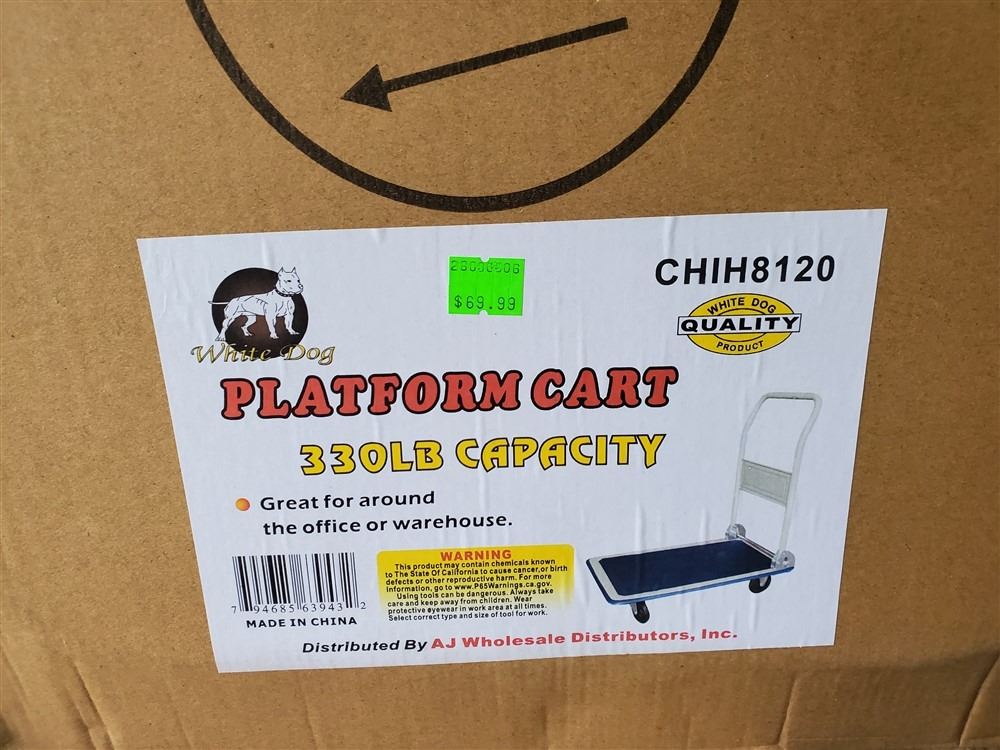 $69.99
CHIH8120
White Dog
WHITE DOG
QUALITY
PRODUCT
PLATFORM CART
330LB CAPACITY
Great for around
the office or warehouse.
WARNING
This product may contain chemicals known
to The State Of California to cause cancer,or birth
defects or other reproductive harm. For more
Information, go to www.P65Warnings.ca.gov.
Using tools can be dangerous. Always take
care and keep away from children. Wear
protective eyewear in work area at all times.
Select correct type and size of tool for work.
7 94685 63943 2
MADE IN CHINA
Distributed By AJ Wholesale Distributors, Inc.